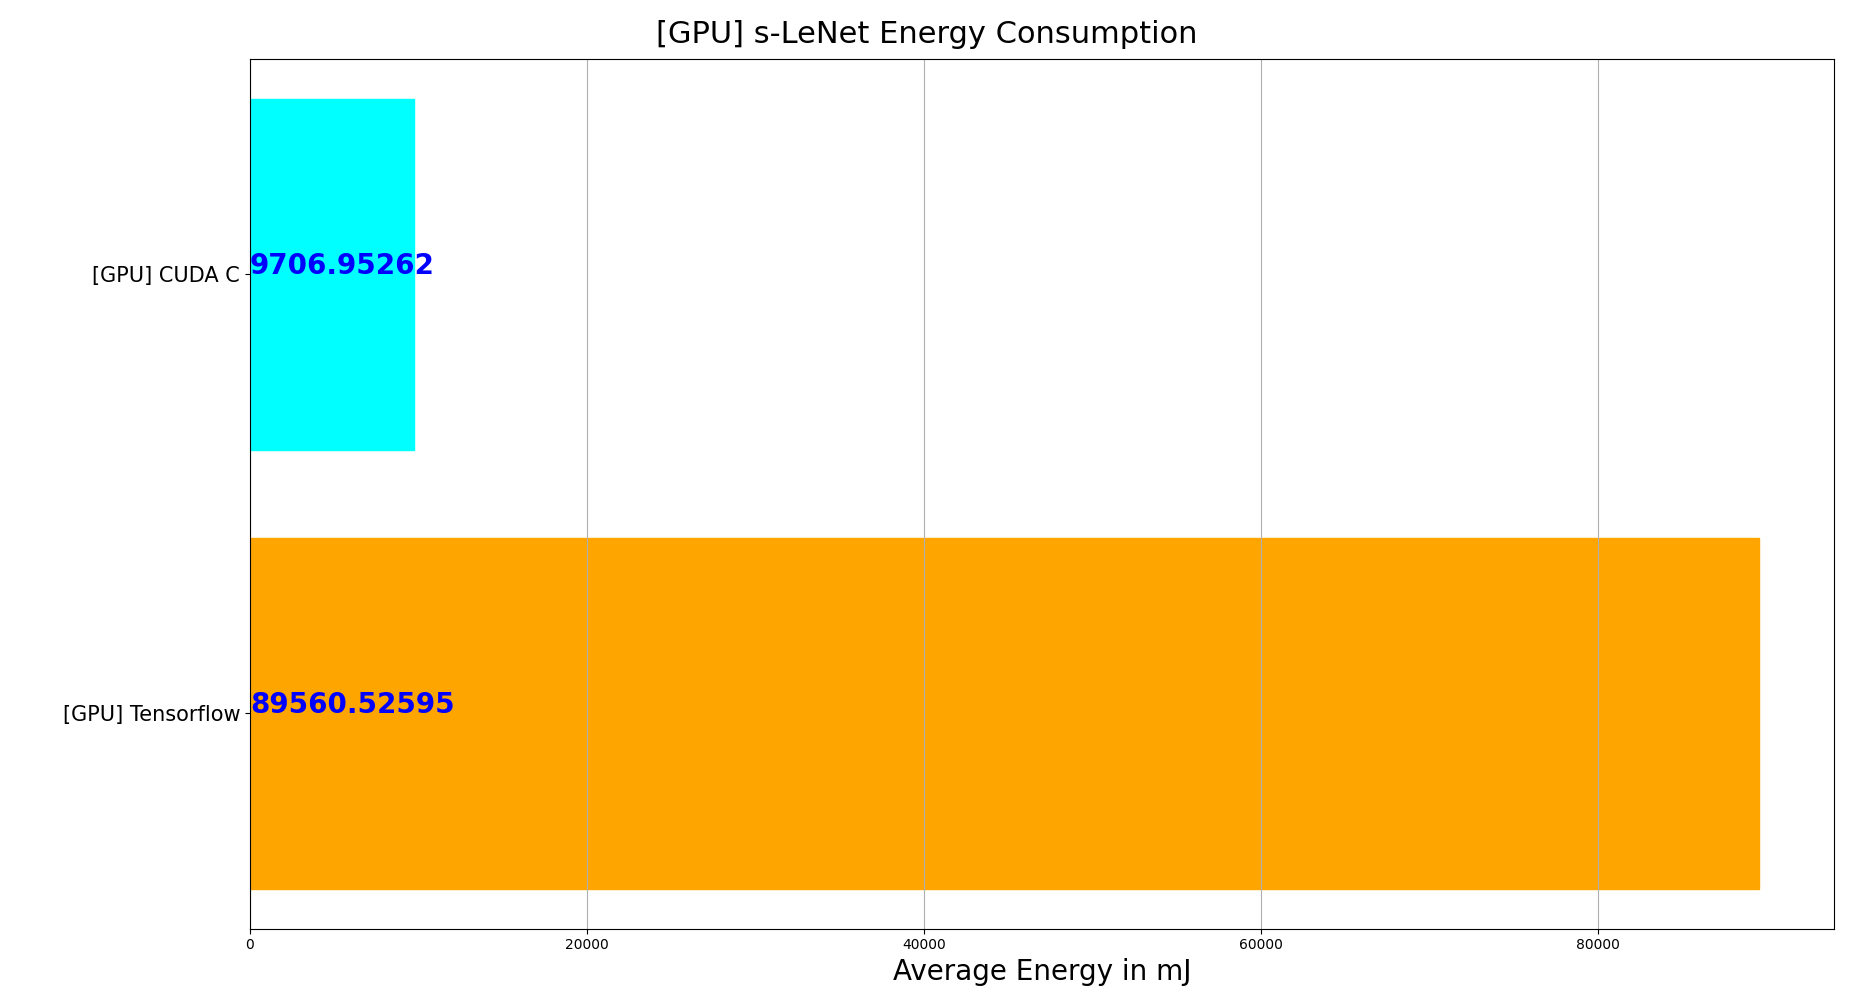 [GPU] s-LeNet Energy Consumption
[GPU] CUDA C
9706.95262
[GPU] Tensorflow
89560.52595
0 20000 40000 60000 80000
Average Energy in mJ